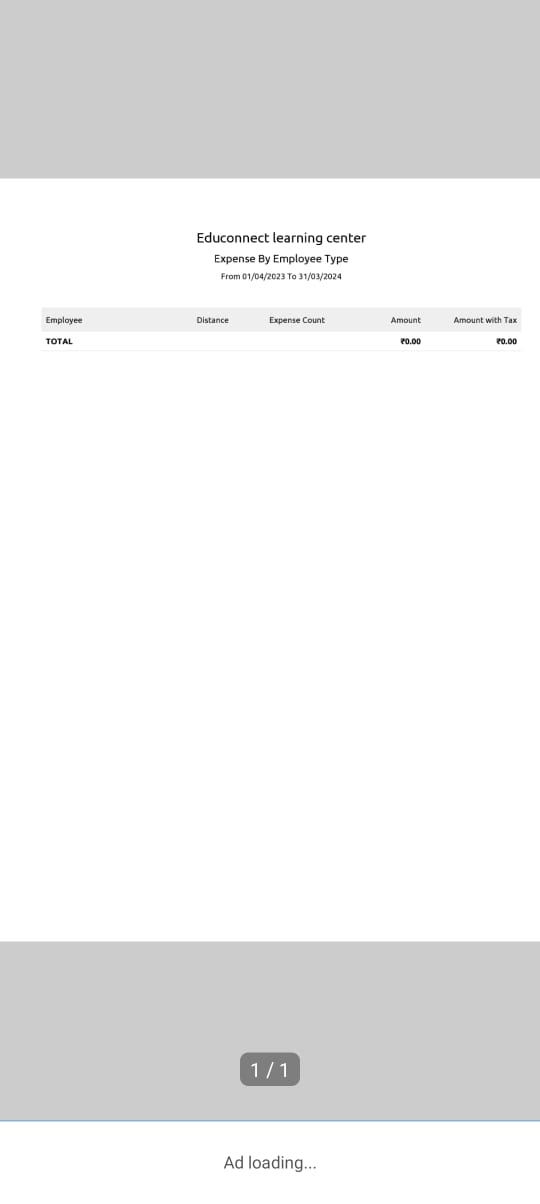 Educonnect learning center
Expense By Employee Type
From 01/04/2023 To 31/03/2024
Employee Distance Expense Count Amount Amount with Tax
TOTAL ₹0.00 ₹0.00
1 / 1
Ad loading...